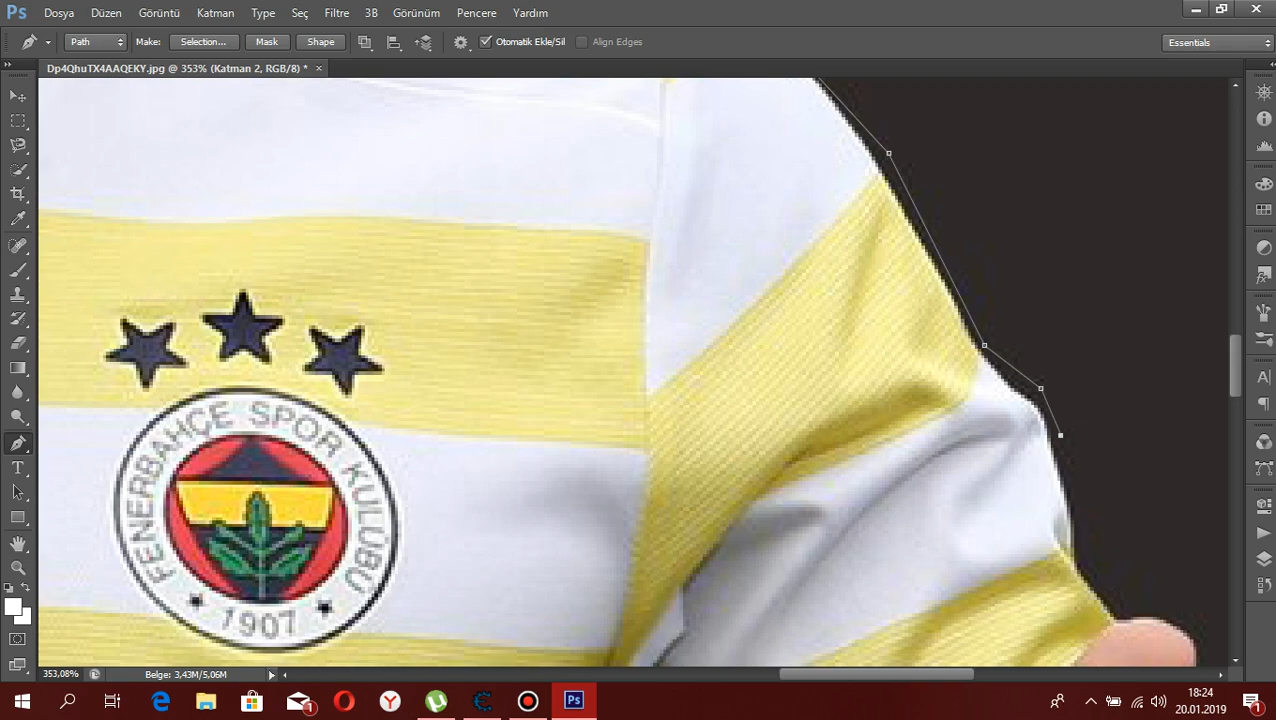 Ps Dosya Düzen Görüntü Katman Type Seç Filtre 3B Görünüm Pencere Yardım
Path Make: Selection... Mask Shape Otomatik Ekle/Sil Align Edges Essentials
Dp4QhuTX4AAQEKY.jpg @ 353% (Katman 2, RGB/8) * ×
FENERBAHÇE SPOR KULUBU
1907
353,08% Belge: 3,43M/5,06M
18:24
20.01.2019